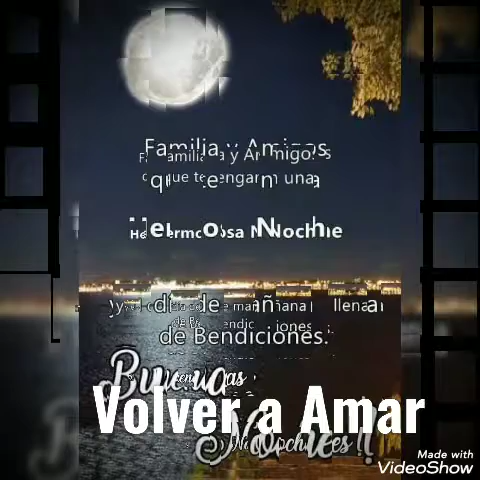 Familia y Amigos
que tengan una
Hermosa Noche
y el día de mañana llena
de Bendiciones.
Buenas
Volver a Amar
Noches !!
Made with
VideoShow